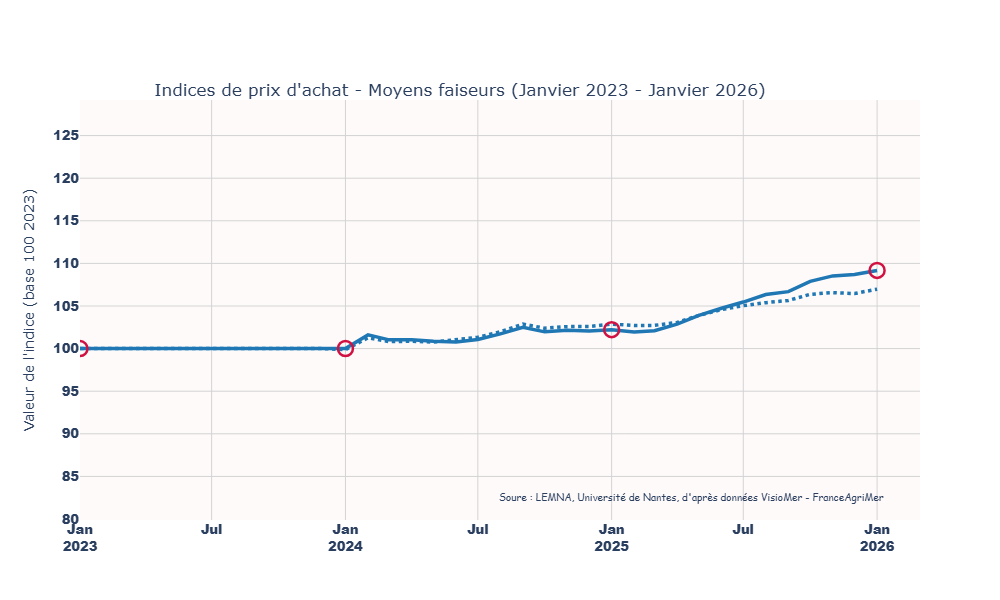 Indices de prix d'achat - Moyens faiseurs (Janvier 2023 - Janvier 2026)
Valeur de l'indice (base 100 2023)
125
120
115
110
105
100
95
90
85
80
Soure : LEMNA, Université de Nantes, d'après données VisioMer - FranceAgriMer
Jan
2023
Jul
Jan
2024
Jul
Jan
2025
Jul
Jan
2026